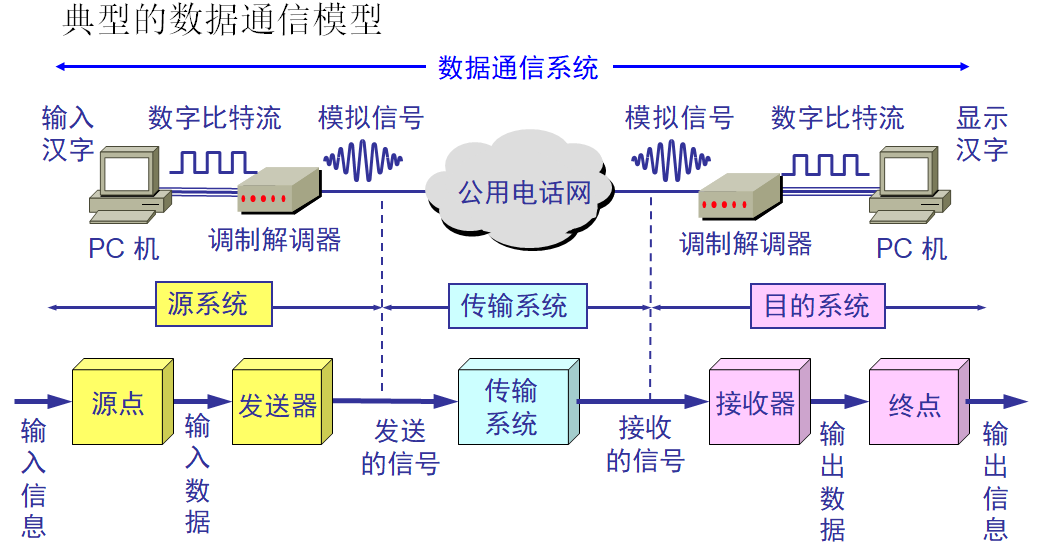 典型的数据通信模型
数据通信系统
输入
汉字
数字比特流
模拟信号
模拟信号
数字比特流
显示
汉字
公用电话网
PC 机
调制解调器
调制解调器
PC 机
源系统
传输系统
目的系统
源点
发送器
传输
系统
接收器
终点
输入信息
输入数据
发送
的信号
接收
的信号
输出数据
输出信息